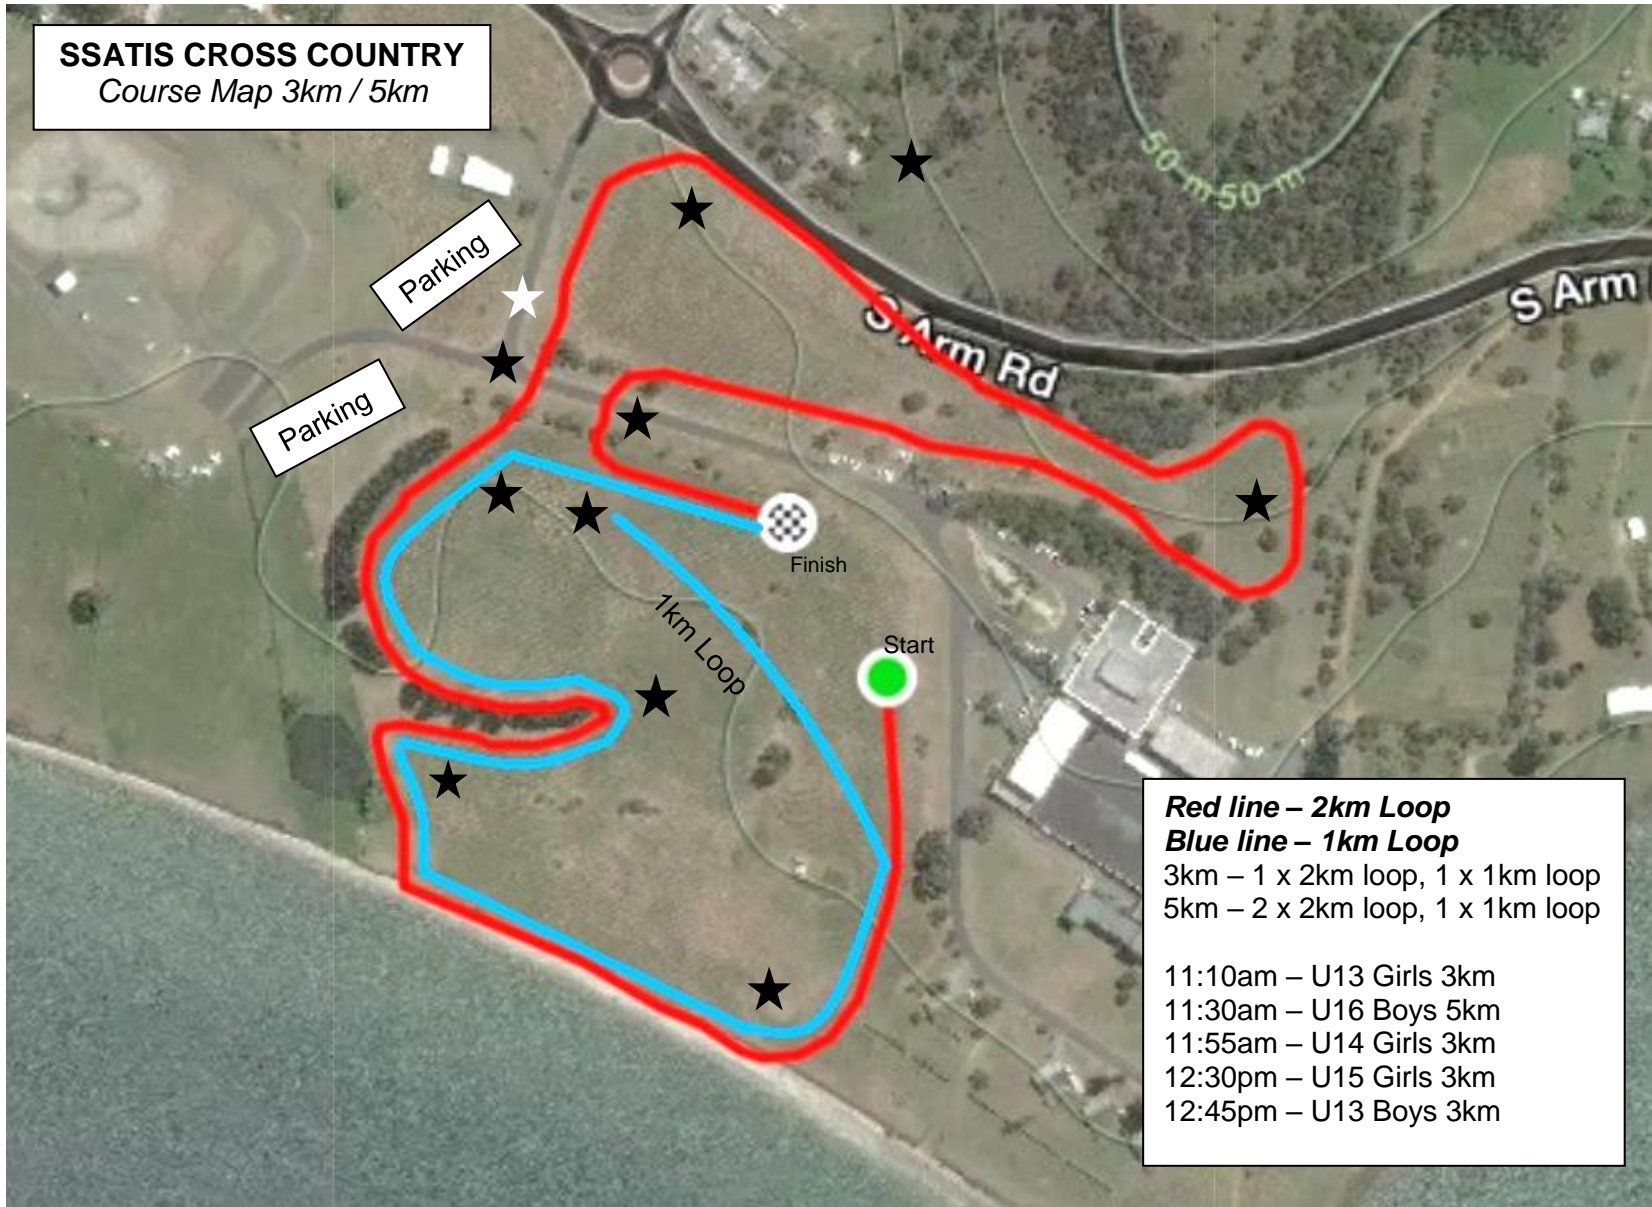 SSATIS CROSS COUNTRY
Course Map 3km / 5km
50 m 50 m
Parking
Parking
S Arm Rd
S Arm
Finish
1km Loop
Start
Red line – 2km Loop
Blue line – 1km Loop
3km – 1 x 2km loop, 1 x 1km loop
5km – 2 x 2km loop, 1 x 1km loop
11:10am – U13 Girls 3km
11:30am – U16 Boys 5km
11:55am – U14 Girls 3km
12:30pm – U15 Girls 3km
12:45pm – U13 Boys 3km